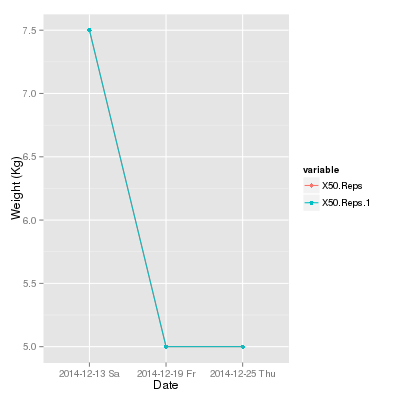 7.5
7.0
6.5
6.0
5.5
5.0
Weight (Kg)
2014-12-13 Sa
2014-12-19 Fr
2014-12-25 Thu
Date
variable
X50.Reps
X50.Reps.1